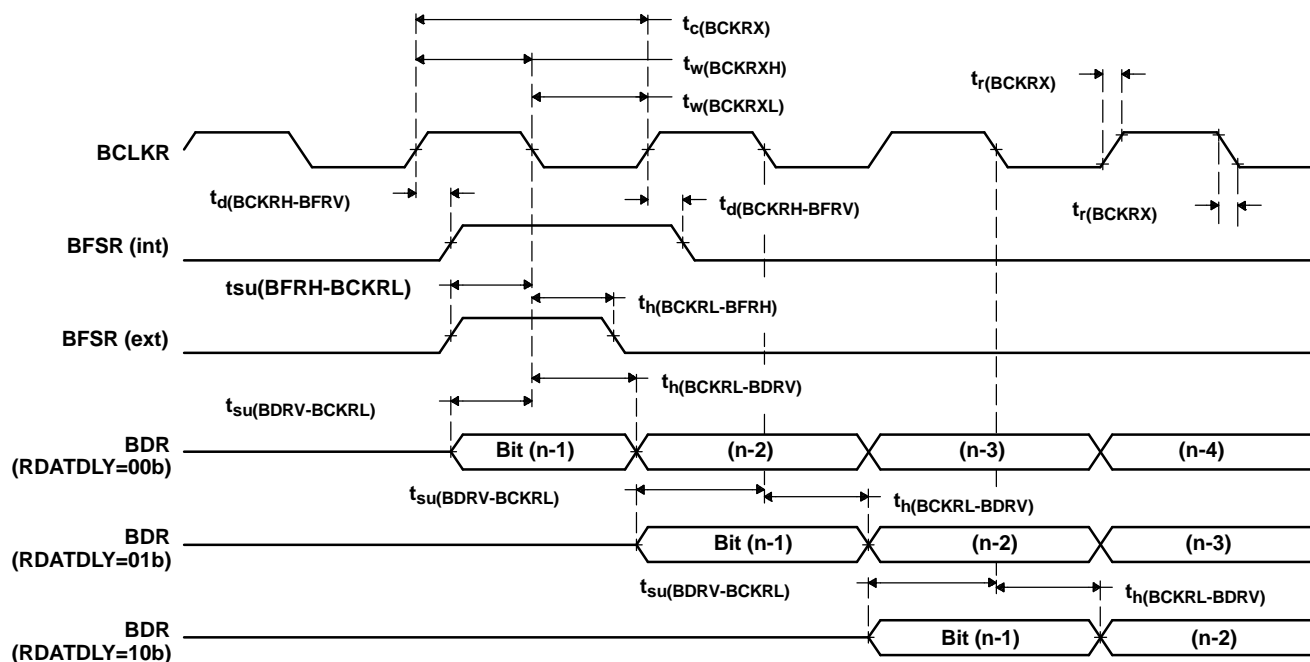 tc(BCKRX)
tw(BCKRXH)
tr(BCKRX)
tw(BCKRXL)
BCLKR
td(BCKRH-BFRV)
td(BCKRH-BFRV)
tr(BCKRX)
BFSR (int)
tsu(BFRH-BCKRL)
th(BCKRL-BFRH)
BFSR (ext)
th(BCKRL-BDRV)
tsu(BDRV-BCKRL)
BDR
(RDATDLY=00b)
Bit (n-1) (n-2) (n-3) (n-4)
tsu(BDRV-BCKRL)
th(BCKRL-BDRV)
BDR
(RDATDLY=01b)
Bit (n-1) (n-2) (n-3)
tsu(BDRV-BCKRL)
th(BCKRL-BDRV)
BDR
(RDATDLY=10b)
Bit (n-1) (n-2)